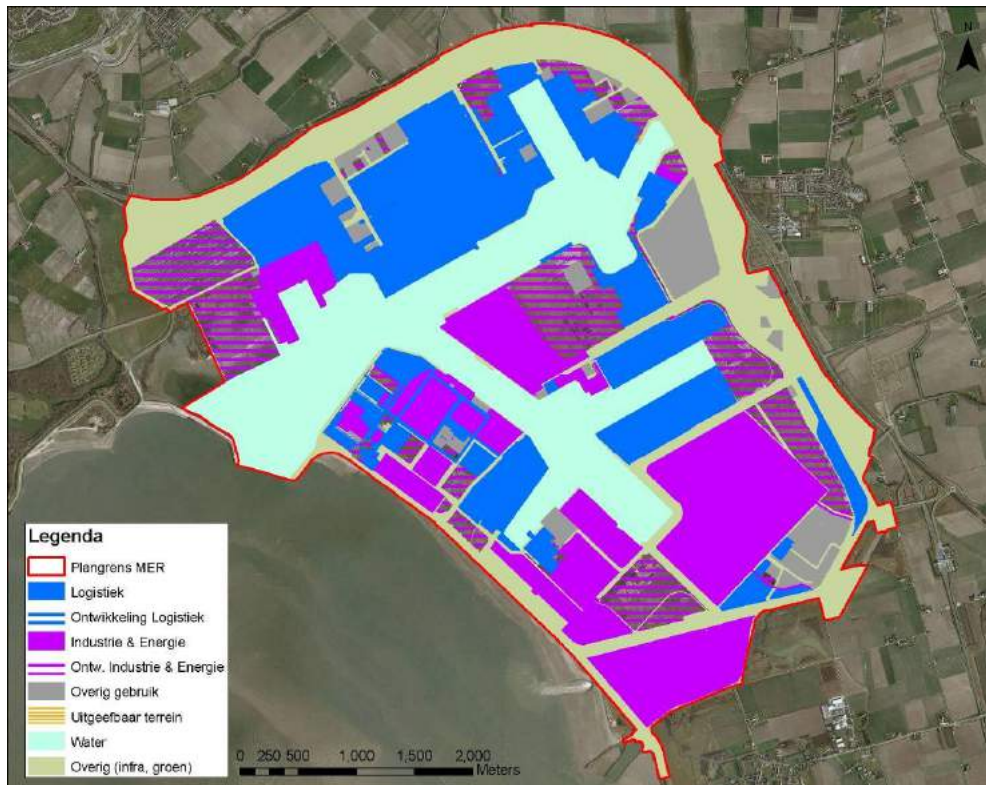 N
Legenda
Plangrens MER
Logistiek
Ontwikkeling Logistiek
Industrie & Energie
Ontw. Industrie & Energie
Overig gebruik
Uitgeefbaar terrein
Water
Overig (infra, groen)
0 250 500 1,000 1,500 2,000
Meters